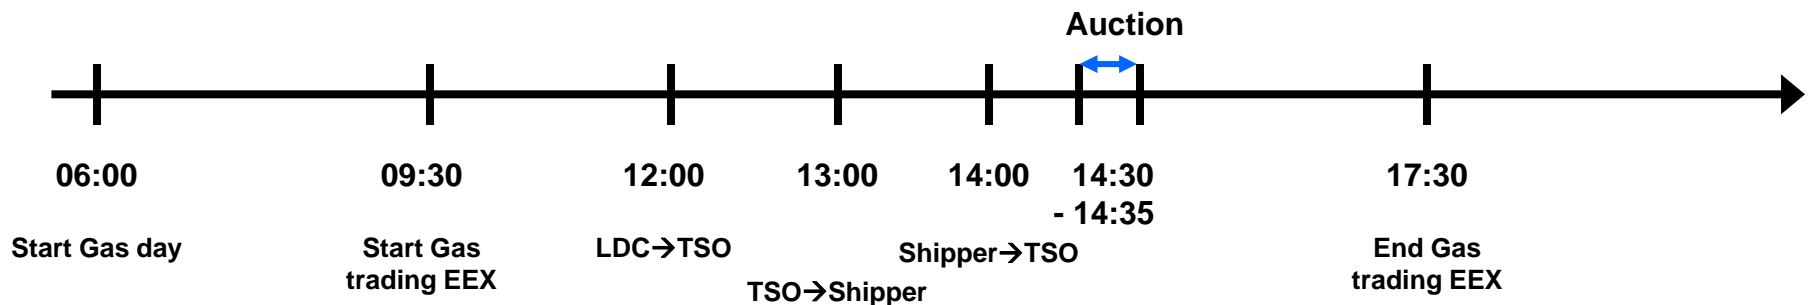 Auction
06:00
09:30
12:00
13:00
14:00
14:30
- 14:35
17:30
Start Gas day
Start Gas
trading EEX
LDC→TSO
TSO→Shipper
Shipper→TSO
End Gas
trading EEX